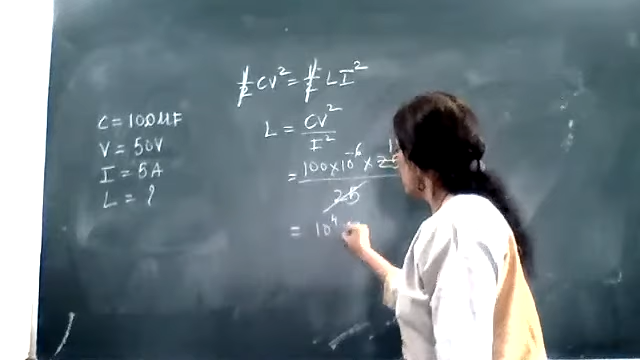 ½CV² = ½LI²
C = 100µF
V = 50V
I = 5A
L = ?
L = CV²/I²
= 100×10⁻⁶×25/25
= 10⁴